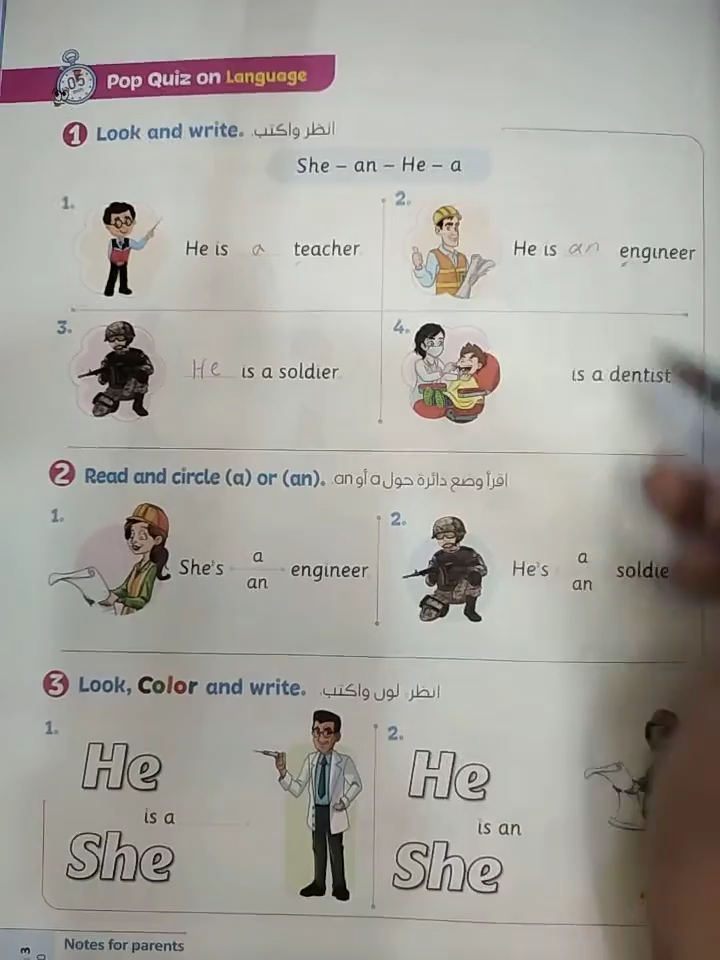 05
Pop Quiz on Language
1 Look and write. انظر واكتب.
She – an – He – a
1. He is a teacher
2. He is an engineer
3. He is a soldier
4. is a dentist
2 Read and circle (a) or (an). اقرأ وضع دائرة حول a أو an.
1. She's a an engineer
2. He's a an soldie
3 Look, Color and write. انظر، لون واكتب.
1. He
is a
She
2. He
is an
She
3
Notes for parents